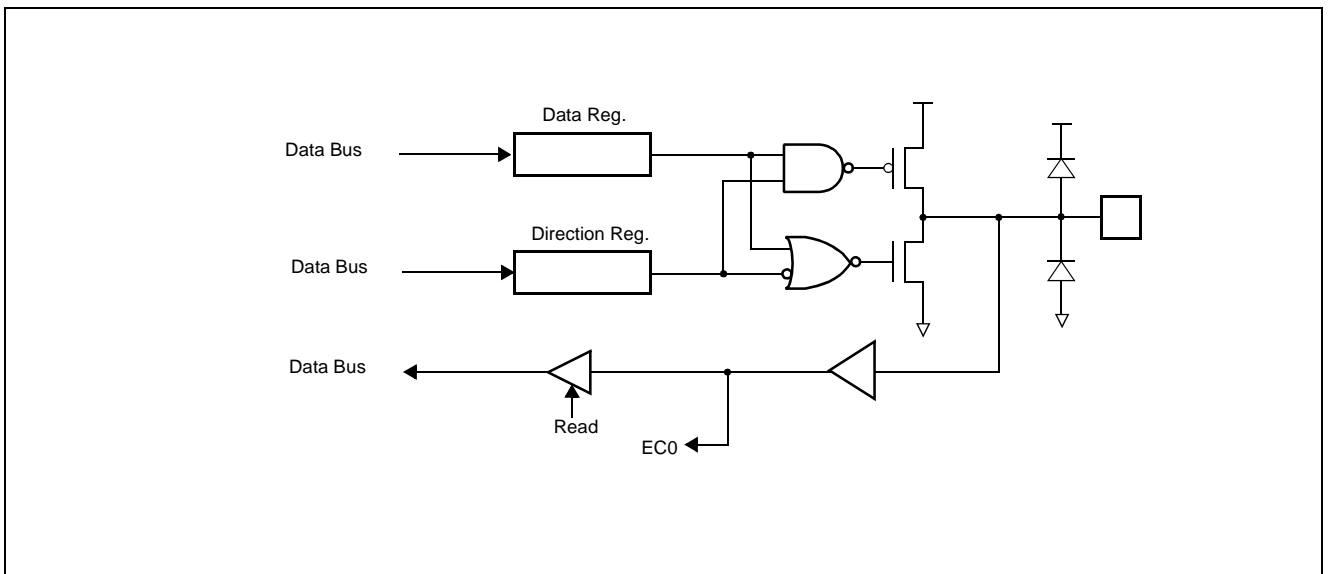 Data Reg.
Data Bus
Direction Reg.
Data Bus
Data Bus
Read
EC0